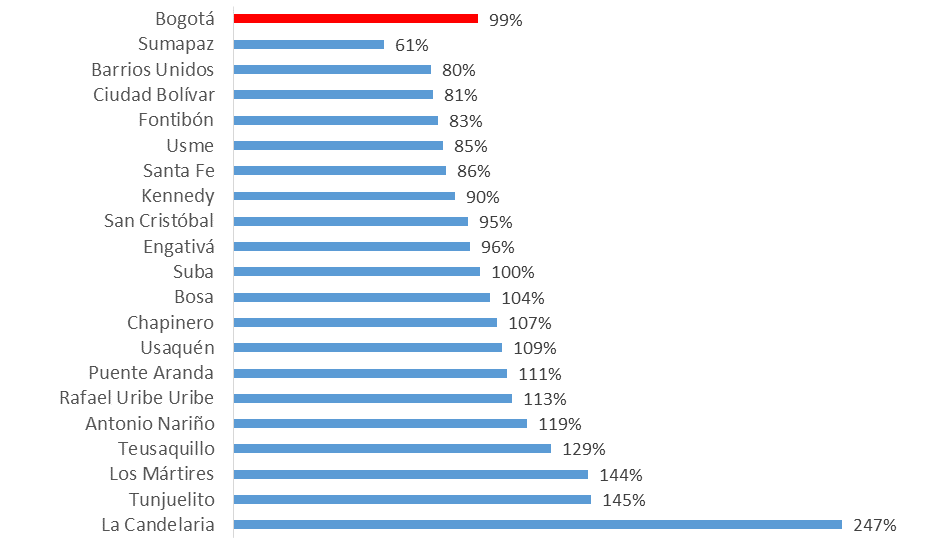 Bogotá 99%
Sumapaz 61%
Barrios Unidos 80%
Ciudad Bolívar 81%
Fontibón 83%
Usme 85%
Santa Fe 86%
Kennedy 90%
San Cristóbal 95%
Engativá 96%
Suba 100%
Bosa 104%
Chapinero 107%
Usaquén 109%
Puente Aranda 111%
Rafael Uribe Uribe 113%
Antonio Nariño 119%
Teusaquillo 129%
Los Mártires 144%
Tunjuelito 145%
La Candelaria 247%